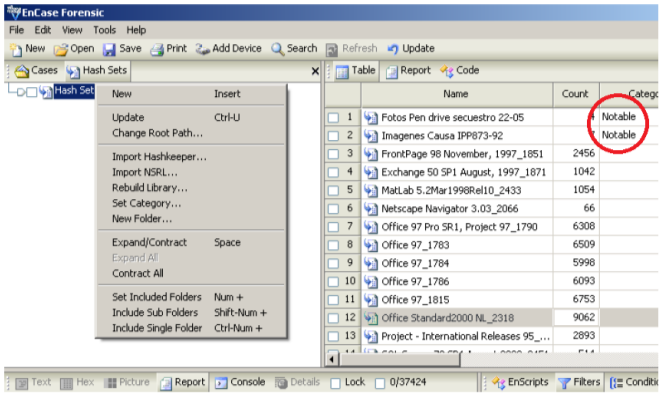 EnCase Forensic
File Edit View Tools Help
New Open Save Print Add Device Search Refresh Update
Cases Hash Sets
Table Report Code
Hash Set
New Insert
Update Ctrl-U
Change Root Path...
Import Hashkeeper...
Import NSRL...
Rebuild Library...
Set Category...
New Folder...
Expand/Contract Space
Expand All
Contract All
Set Included Folders Num +
Include Sub Folders Shift-Num +
Include Single Folder Ctrl-Num +
Name Count Catego
1 Fotos Pen drive secuestro 22-05 4 Notable
2 Imagenes Causa IPP873-92 7 Notable
3 FrontPage 98 November, 1997_1851 2456
4 Exchange 50 SP1 August, 1997_1871 1042
5 MatLab 5.2Mar1998Rel10_2433 1054
6 Netscape Navigator 3.03_2066 66
7 Office 97 Pro SR1, Project 97_1790 6308
8 Office 97_1783 6509
9 Office 97_1784 5998
10 Office 97_1786 6093
11 Office 97_1815 6753
12 Office Standard2000 NL_2318 9062
13 Project - International Releases 95_... 2893
Text Hex Picture Report Console Details Lock 0/37424 EnScripts Filters Conditio